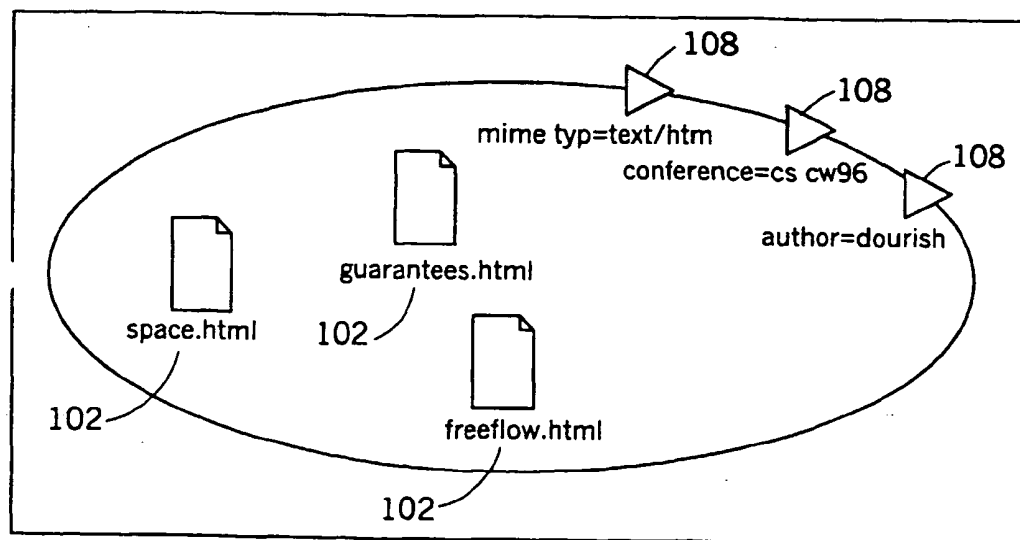 108
108
mime typ=text/htm
conference=cs cw96
108
author=dourish
guarantees.html
102
space.html
102
freeflow.html
102